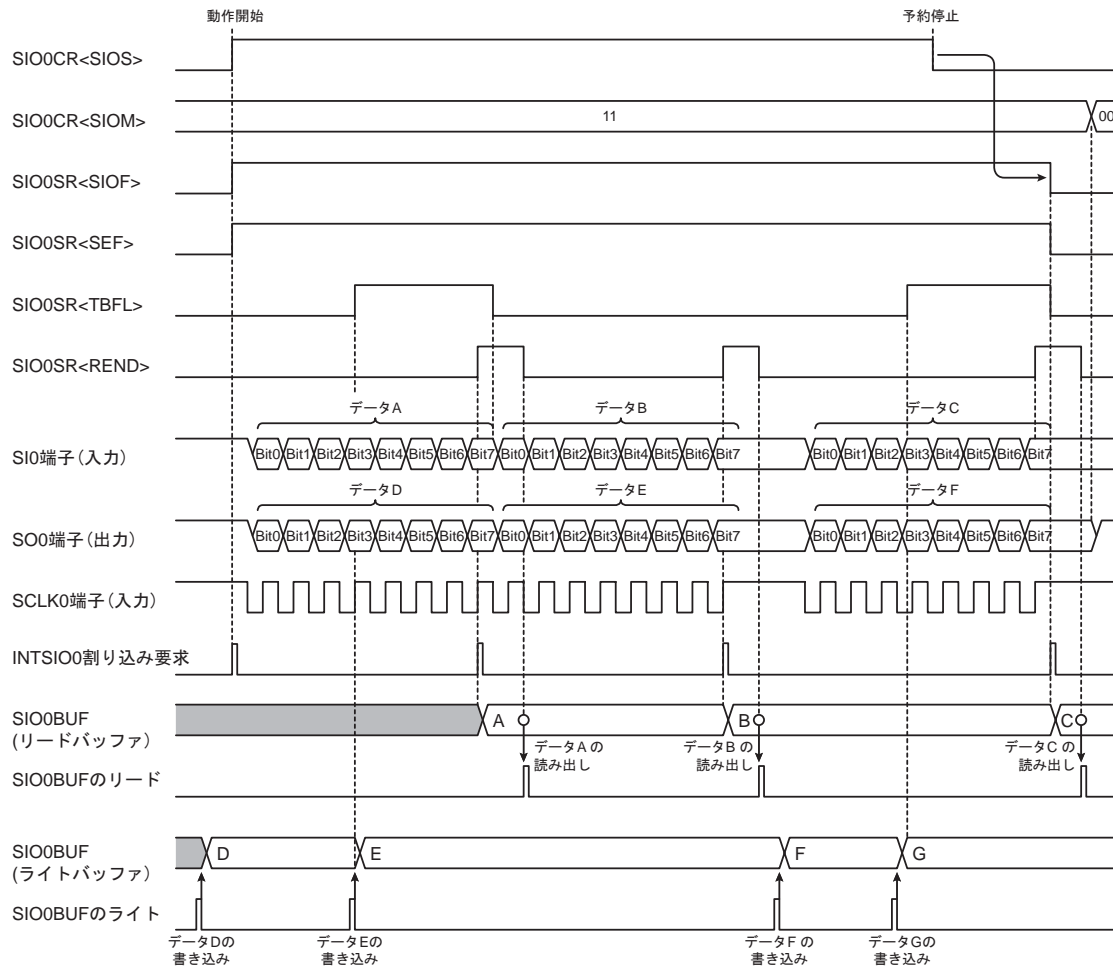 動作開始
予約停止
SIO0CR<SIOS>
SIO0CR<SIOM>
11
00
SIO0SR<SIOF>
SIO0SR<SEF>
SIO0SR<TBFL>
SIO0SR<REND>
データA
データB
データC
SI0端子(入力)
Bit0 Bit1 Bit2 Bit3 Bit4 Bit5 Bit6 Bit7 Bit0 Bit1 Bit2 Bit3 Bit4 Bit5 Bit6 Bit7 Bit0 Bit1 Bit2 Bit3 Bit4 Bit5 Bit6 Bit7
データD
データE
データF
SO0端子(出力)
Bit0 Bit1 Bit2 Bit3 Bit4 Bit5 Bit6 Bit7 Bit0 Bit1 Bit2 Bit3 Bit4 Bit5 Bit6 Bit7 Bit0 Bit1 Bit2 Bit3 Bit4 Bit5 Bit6 Bit7
SCLK0端子(入力)
INTSIO0割り込み要求
SIO0BUF
(リードバッファ)
A
B
C
データAの
読み出し
データBの
読み出し
データCの
読み出し
SIO0BUFのリード
SIO0BUF
(ライトバッファ)
D
E
F
G
SIO0BUFのライト
データDの
書き込み
データEの
書き込み
データFの
書き込み
データGの
書き込み